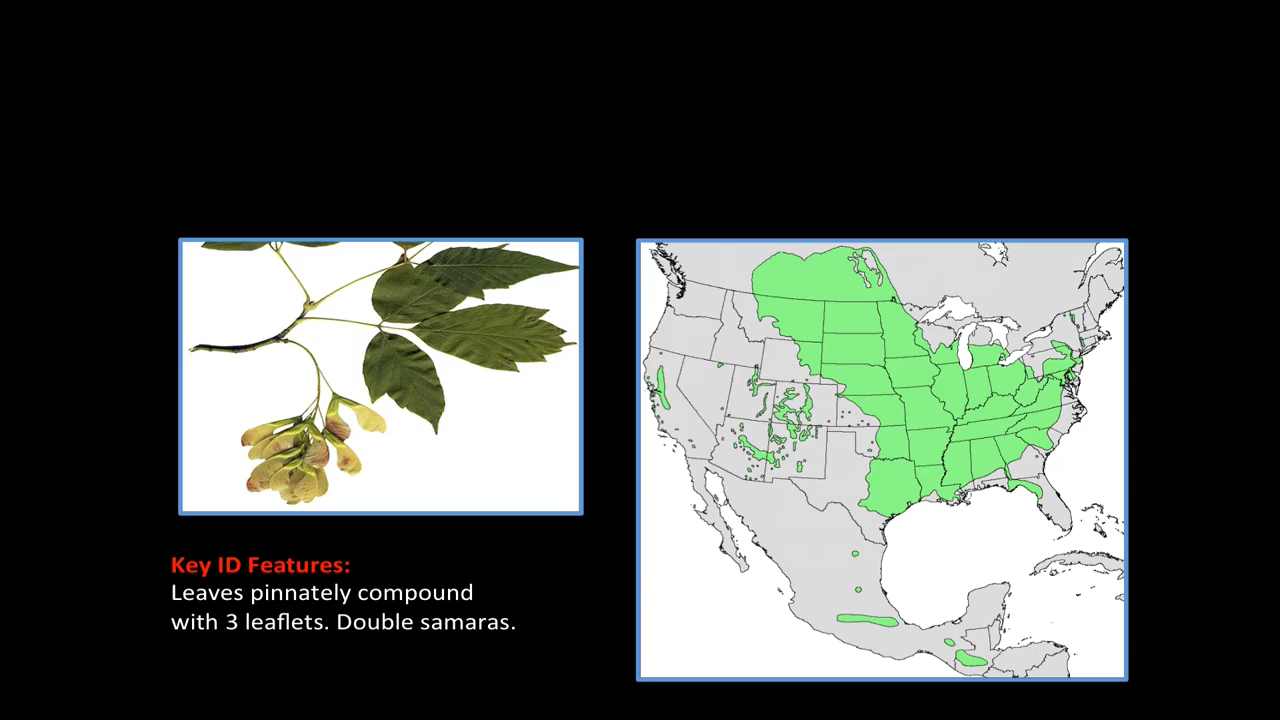 Key ID Features:
Leaves pinnately compound
with 3 leaflets. Double samaras.